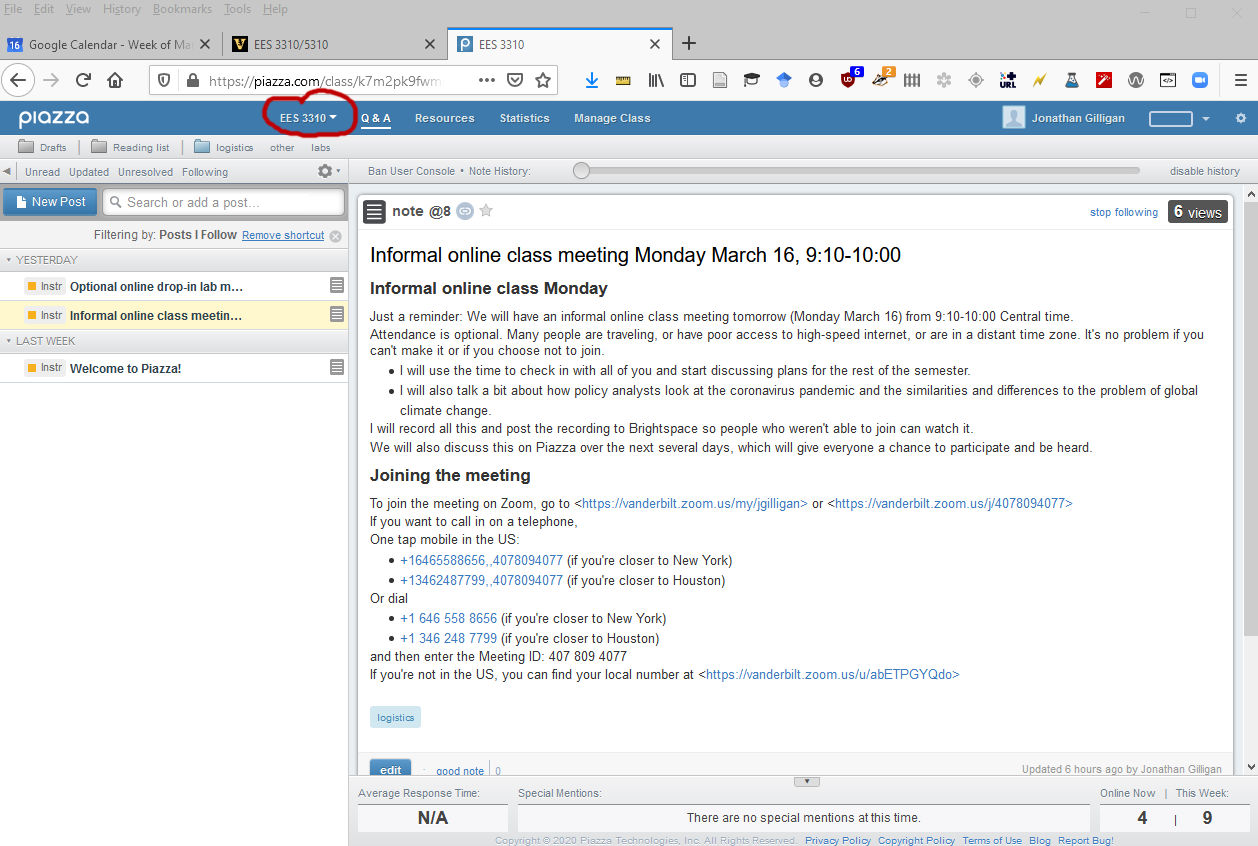 File Edit View History Bookmarks Tools Help
16 Google Calendar - Week of Ma
V EES 3310/5310
P EES 3310
https://piazza.com/class/k7m2pk9fwm
6 2 URL
piazza EES 3310 Q & A Resources Statistics Manage Class Jonathan Gilligan
Drafts Reading list logistics other labs
Unread Updated Unresolved Following
Ban User Console • Note History: disable history
New Post Search or add a post...
Filtering by: Posts I Follow Remove shortcut
YESTERDAY
Instr Optional online drop-in lab m...
Instr Informal online class meetin...
LAST WEEK
Instr Welcome to Piazza!
note @8 stop following 6 views
Informal online class meeting Monday March 16, 9:10-10:00
Informal online class Monday
Just a reminder: We will have an informal online class meeting tomorrow (Monday March 16) from 9:10-10:00 Central time.
Attendance is optional. Many people are traveling, or have poor access to high-speed internet, or are in a distant time zone. It's no problem if you
can't make it or if you choose not to join.
• I will use the time to check in with all of you and start discussing plans for the rest of the semester.
• I will also talk a bit about how policy analysts look at the coronavirus pandemic and the similarities and differences to the problem of global
climate change.
I will record all this and post the recording to Brightspace so people who weren't able to join can watch it.
We will also discuss this on Piazza over the next several days, which will give everyone a chance to participate and be heard.
Joining the meeting
To join the meeting on Zoom, go to <https://vanderbilt.zoom.us/my/jgilligan> or <https://vanderbilt.zoom.us/j/4078094077>
If you want to call in on a telephone,
One tap mobile in the US:
• +16465588656,,4078094077 (if you're closer to New York)
• +13462487799,,4078094077 (if you're closer to Houston)
Or dial
• +1 646 558 8656 (if you're closer to New York)
• +1 346 248 7799 (if you're closer to Houston)
and then enter the Meeting ID: 407 809 4077
If you're not in the US, you can find your local number at <https://vanderbilt.zoom.us/u/abETPGYQdo>
logistics
edit · good note 0 Updated 6 hours ago by Jonathan Gilligan
Average Response Time: Special Mentions: Online Now | This Week:
N/A There are no special mentions at this time. 4 | 9
Copyright © 2020 Piazza Technologies, Inc. All Rights Reserved. Privacy Policy Copyright Policy Terms of Use Blog Report Bug!